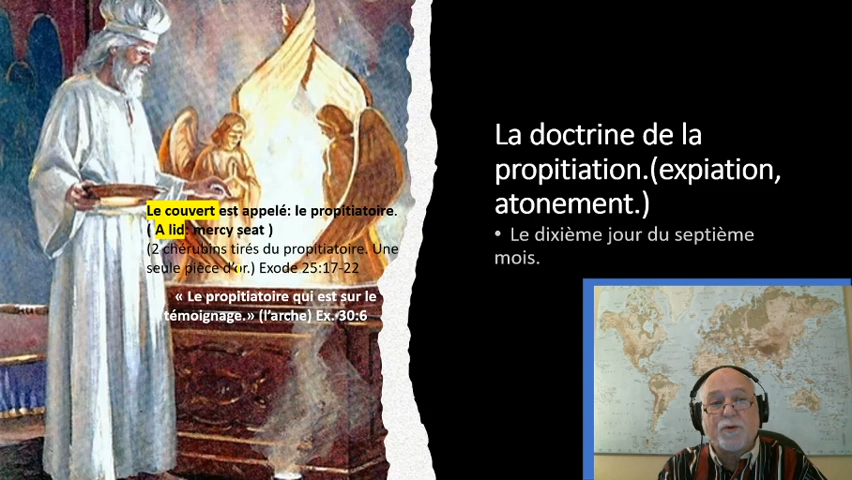 Le couvert est appelé: le propitiatoire.
( A lid: mercy seat )
(2 chérubins tirés du propitiatoire. Une
seule pièce d'or.) Exode 25:17-22
« Le propitiatoire qui est sur le
témoignage.» (l'arche) Ex. 30:6
La doctrine de la
propitiation.(expiation,
atonement.)
• Le dixième jour du septième
mois.